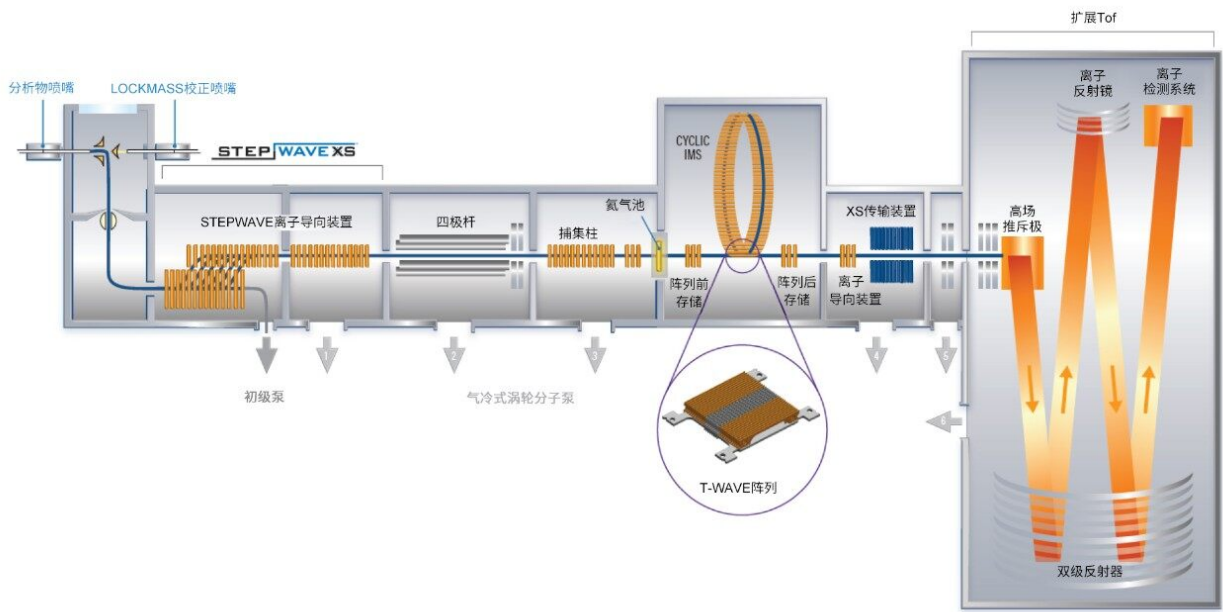 扩展Tof
分析物喷嘴
LOCKMASS校正喷嘴
STEPWAVE XS
STEPWAVE离子导向装置
四极杆
捕集柱
氦气池
CYCLIC
IMS
阵列前
存储
阵列后
存储
XS传输装置
离子
导向装置
高场
推斥极
离子
反射镜
离子
检测系统
初级泵
1
2
3
4
5
6
气冷式涡轮分子泵
T-WAVE阵列
双级反射器